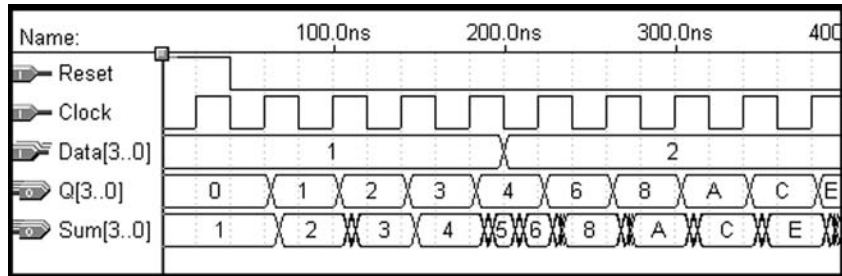 Name: 100.0ns 200.0ns 300.0ns 400
Reset
Clock
Data[3..0] 1 2
Q[3..0] 0 1 2 3 4 6 8 A C E
Sum[3..0] 1 2 3 4 5 6 8 A C E